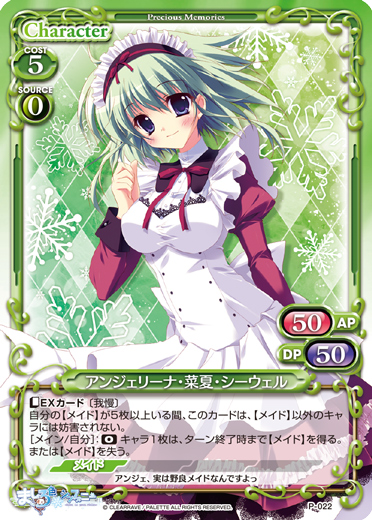 Precious Memories
Character
COST
5
SOURCE
0
50 AP
DP 50
アンジェリーナ・菜夏・シーウェル
EXカード〔我慢〕
自分の【メイド】が5枚以上いる間、このカードは、【メイド】以外のキャ
ラに妨害されない。
[メイン/自分]:キャラ1枚は、ターン終了時まで【メイド】を得る。
または【メイド】を失う。
メイド
アンジェ、実は野良メイドなんですよっ
P-022
© CLEARRAVE / PALETTE ALL RIGHTS RESERVED.